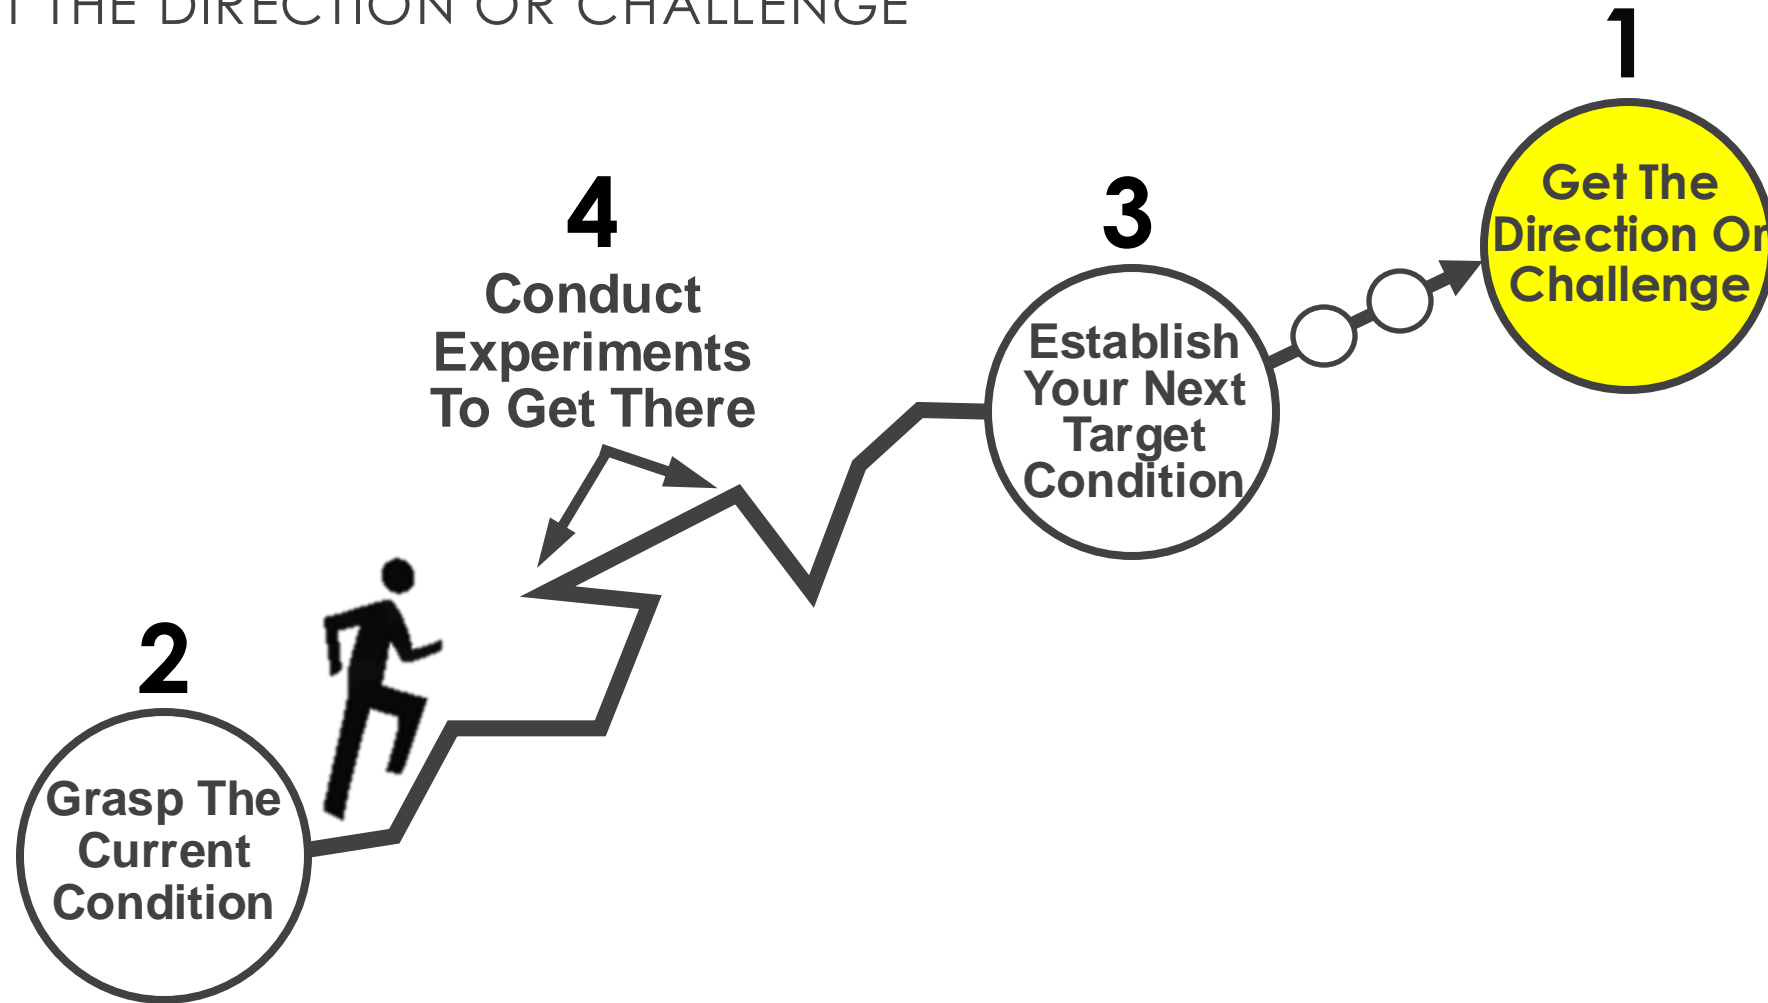 THE DIRECTION OR CHALLENGE
1
Get The
Direction Or
Challenge
3
Establish
Your Next
Target
Condition
4
Conduct
Experiments
To Get There
2
Grasp The
Current
Condition